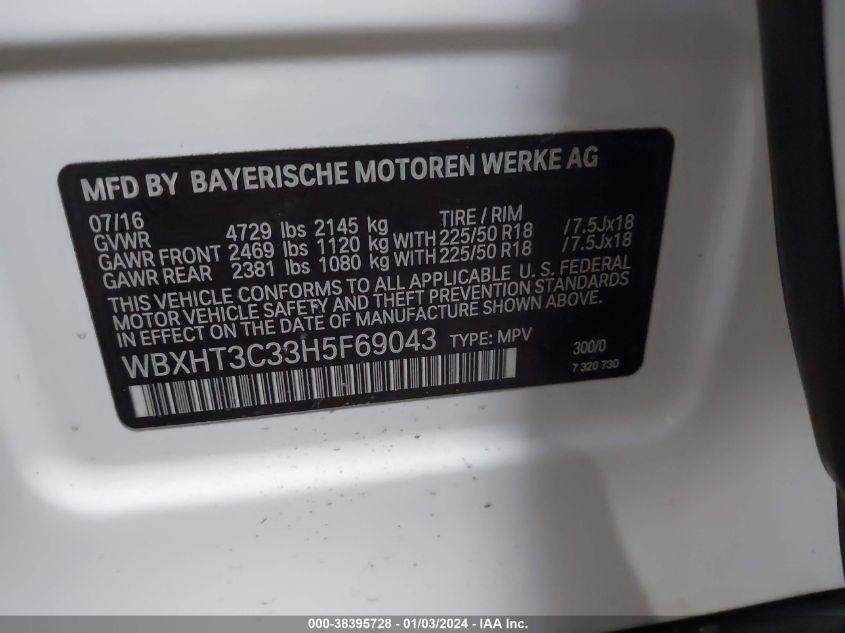 MFD BY BAYERISCHE MOTOREN WERKE AG
07/16 TIRE / RIM
GVWR 4729 lbs 2145 kg
GAWR FRONT 2469 lbs 1120 kg WITH 225/50 R18 /7.5Jx18
GAWR REAR 2381 lbs 1080 kg WITH 225/50 R18 /7.5Jx18
THIS VEHICLE CONFORMS TO ALL APPLICABLE U. S. FEDERAL
MOTOR VEHICLE SAFETY AND THEFT PREVENTION STANDARDS
IN EFFECT ON THE DATE OF MANUFACTURE SHOWN ABOVE.
WBXHT3C33H5F69043 TYPE: MPV 300/0
7 320 730
000-38395728 - 01/03/2024 - IAAI Inc.